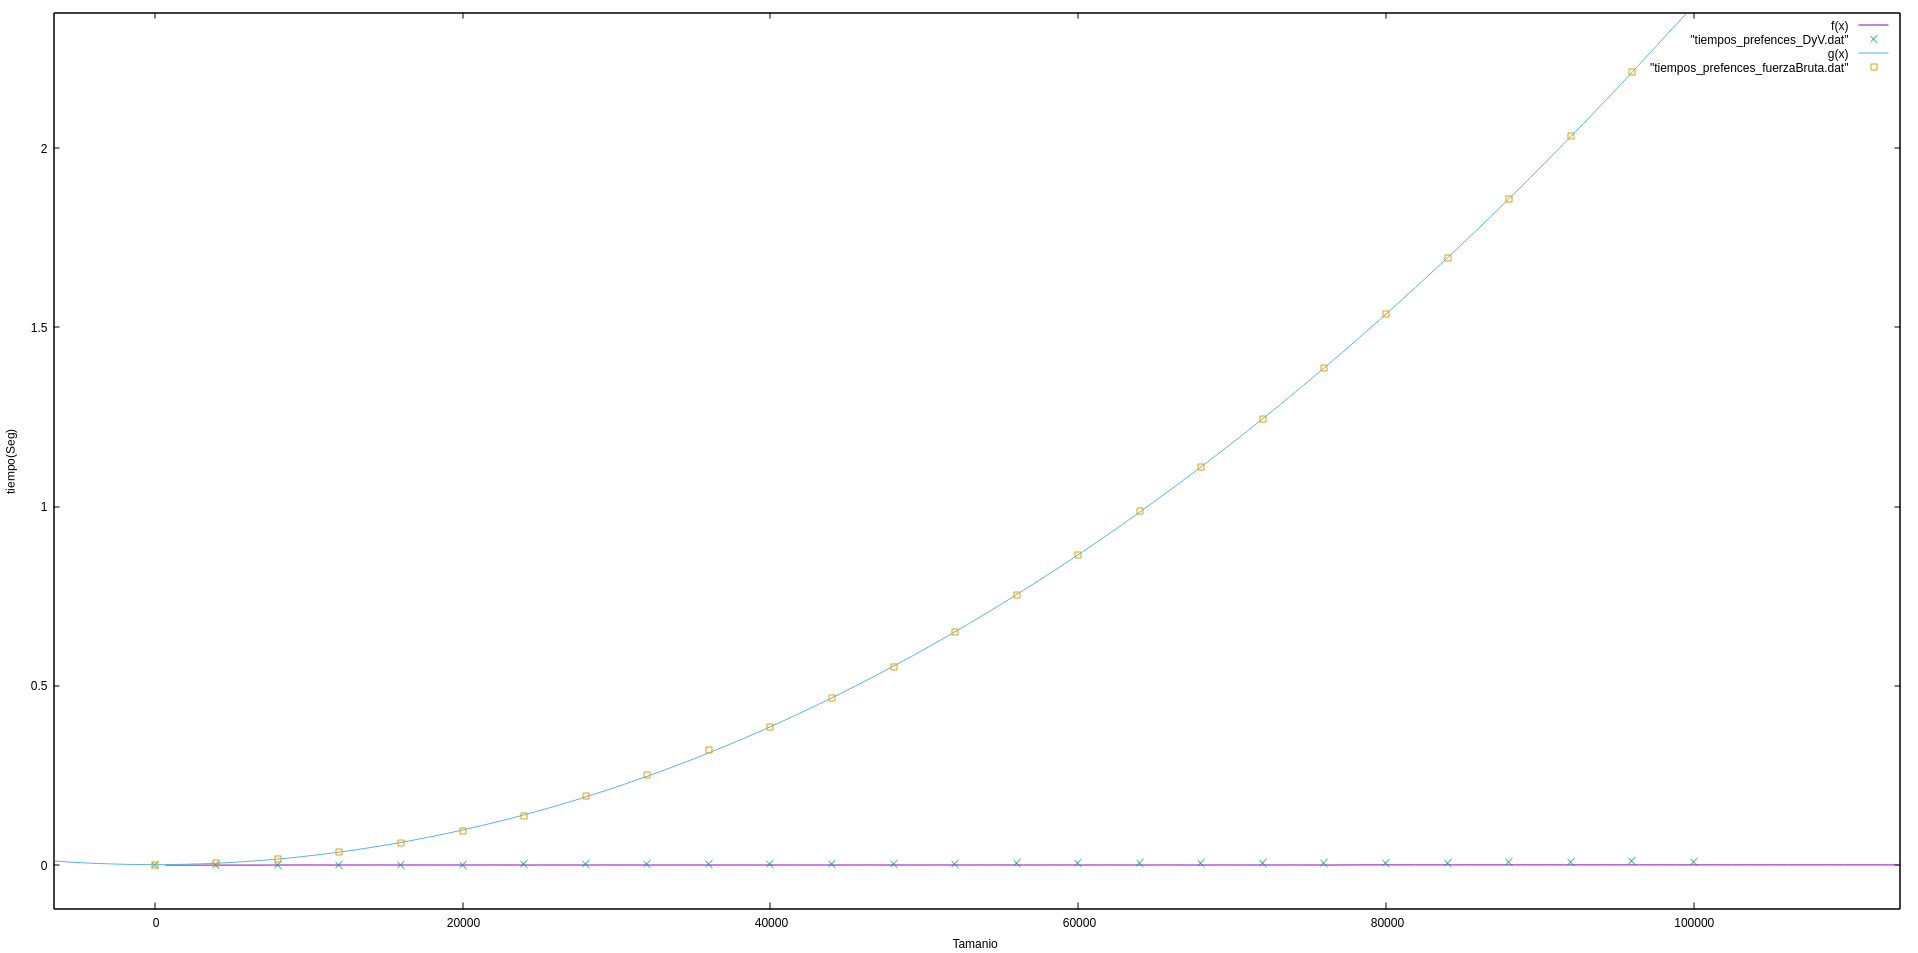 f(x)
"tiempos_prefences_DyV.dat"
g(x)
"tiempos_prefences_fuerzaBruta.dat"
2
1.5
1
0.5
0
tiempo(Seg)
0 20000 40000 60000 80000 100000
Tamanio